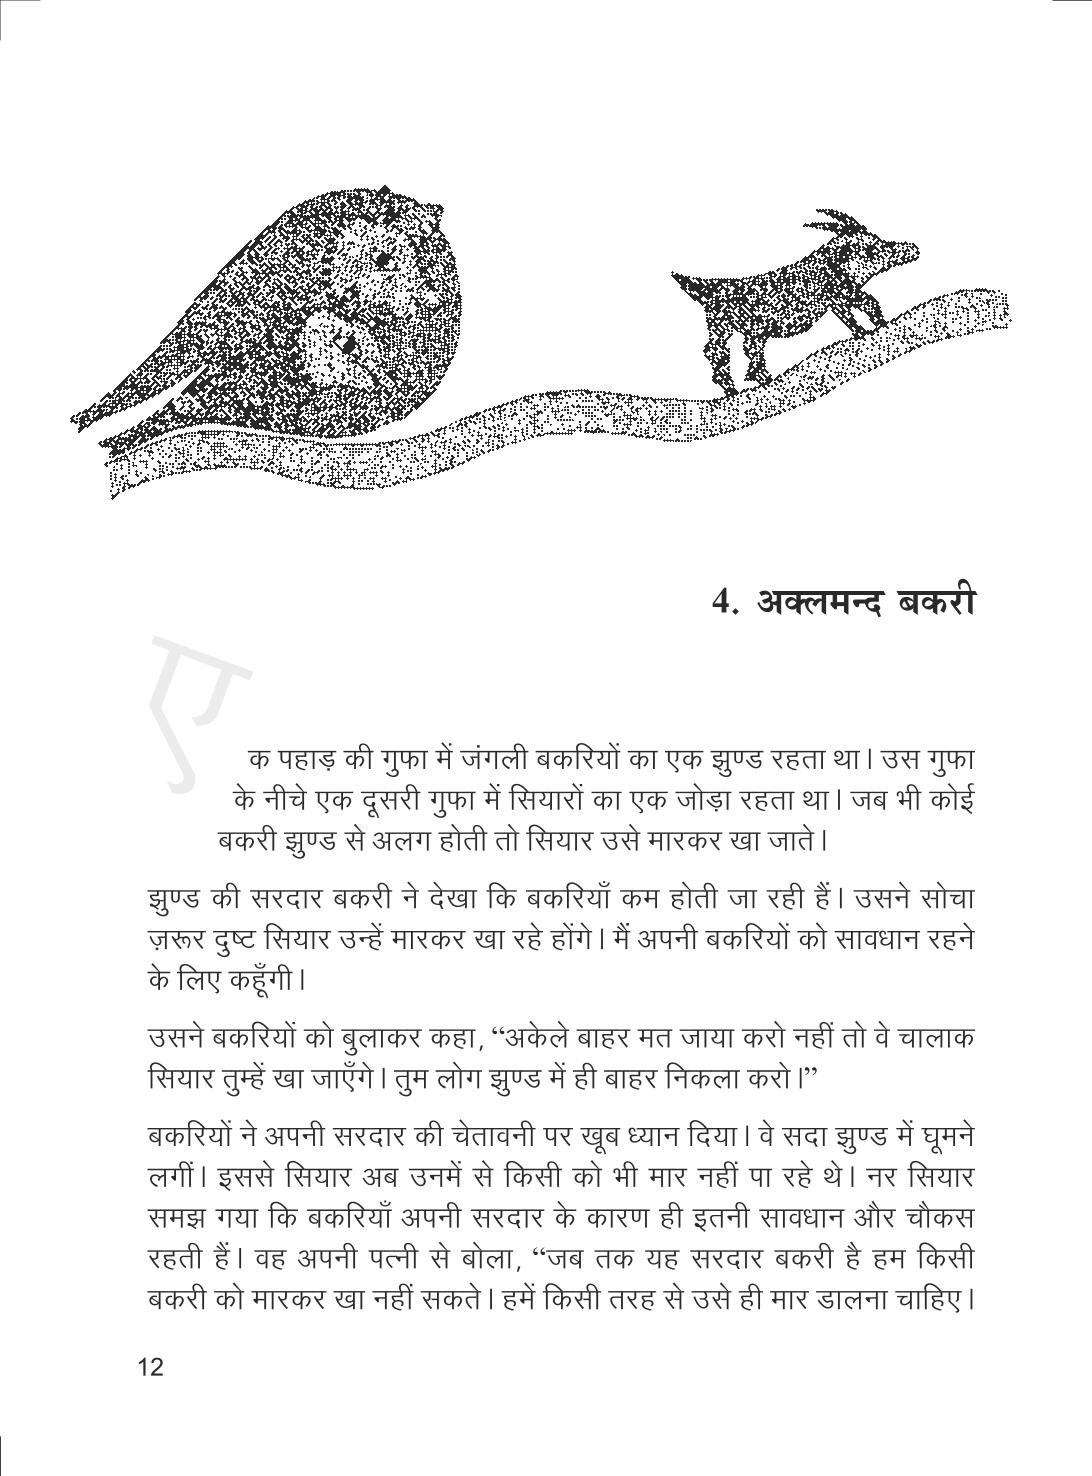 4. अक्लमन्द बकरी
एक पहाड़ की गुफा में जंगली बकरियों का एक झुण्ड रहता था। उस गुफा
के नीचे एक दूसरी गुफा में सियारों का एक जोड़ा रहता था। जब भी कोई
बकरी झुण्ड से अलग होती तो सियार उसे मारकर खा जाते।
झुण्ड की सरदार बकरी ने देखा कि बकरियाँ कम होती जा रही हैं। उसने सोचा
ज़रूर दुष्ट सियार उन्हें मारकर खा रहे होंगे। मैं अपनी बकरियों को सावधान रहने
के लिए कहूँगी।
उसने बकरियों को बुलाकर कहा, “अकेले बाहर मत जाया करो नहीं तो वे चालाक
सियार तुम्हें खा जाएँगे। तुम लोग झुण्ड में ही बाहर निकला करो।”
बकरियों ने अपनी सरदार की चेतावनी पर खूब ध्यान दिया। वे सदा झुण्ड में घूमने
लगीं। इससे सियार अब उनमें से किसी को भी मार नहीं पा रहे थे। नर सियार
समझ गया कि बकरियाँ अपनी सरदार के कारण ही इतनी सावधान और चौकस
रहती हैं। वह अपनी पत्नी से बोला, “जब तक यह सरदार बकरी है हम किसी
बकरी को मारकर खा नहीं सकते। हमें किसी तरह से उसे ही मार डालना चाहिए।
12